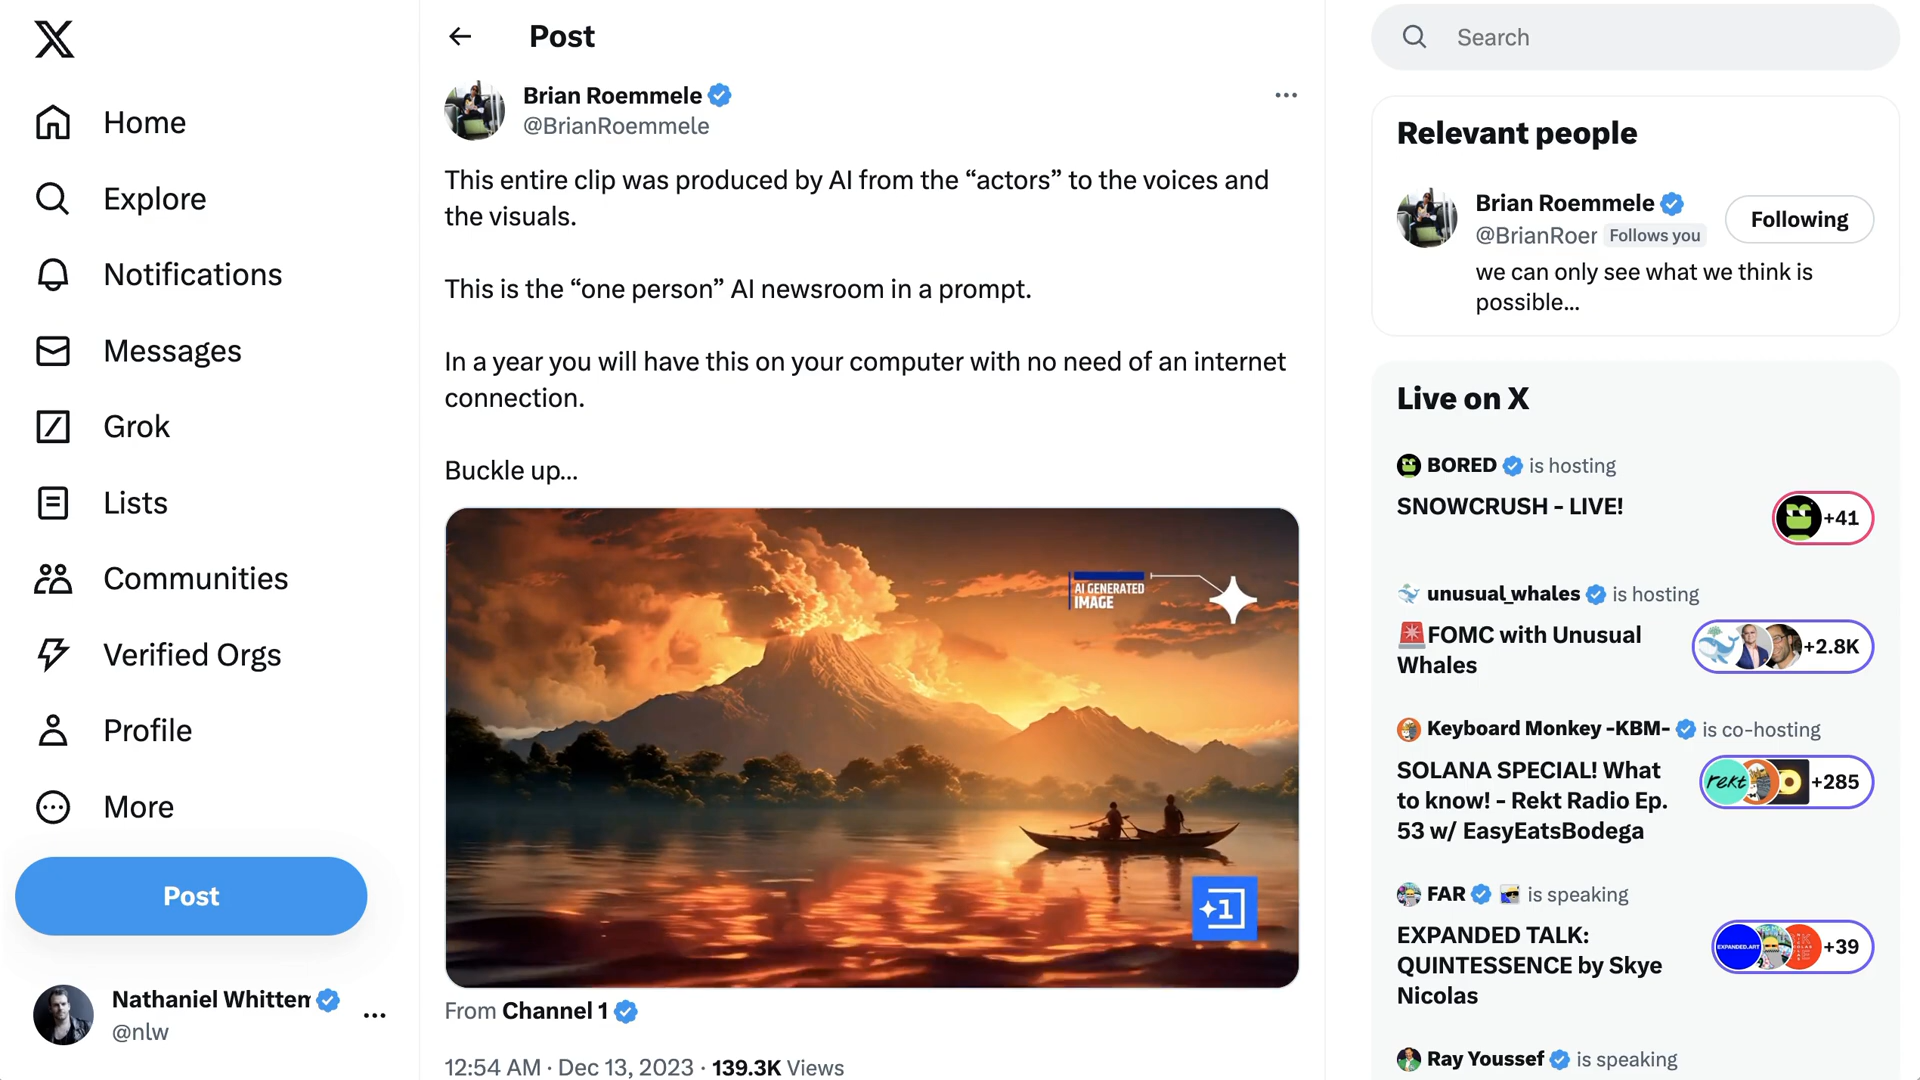 Home
Explore
Notifications
Messages
Grok
Lists
Communities
Verified Orgs
Profile
More
Post
Nathaniel Whittem
@nlw
Post
Brian Roemmele
@BrianRoemmele
This entire clip was produced by AI from the “actors” to the voices and
the visuals.
This is the “one person” AI newsroom in a prompt.
In a year you will have this on your computer with no need of an internet
connection.
Buckle up...
AI GENERATED
IMAGE
1
From Channel 1
12:54 AM · Dec 13, 2023 · 139.3K Views
Search
Relevant people
Brian Roemmele
@BrianRoer Follows you
Following
we can only see what we think is
possible...
Live on X
BORED is hosting
SNOWCRUSH - LIVE!
+41
unusual_whales is hosting
FOMC with Unusual
Whales
+2.8K
Keyboard Monkey -KBM- is co-hosting
SOLANA SPECIAL! What
to know! - Rekt Radio Ep.
53 w/ EasyEatsBodega
rekt
+285
FAR is speaking
EXPANDED TALK:
QUINTESSENCE by Skye
Nicolas
EXPANDED.ART
+39
Ray Youssef is speaking